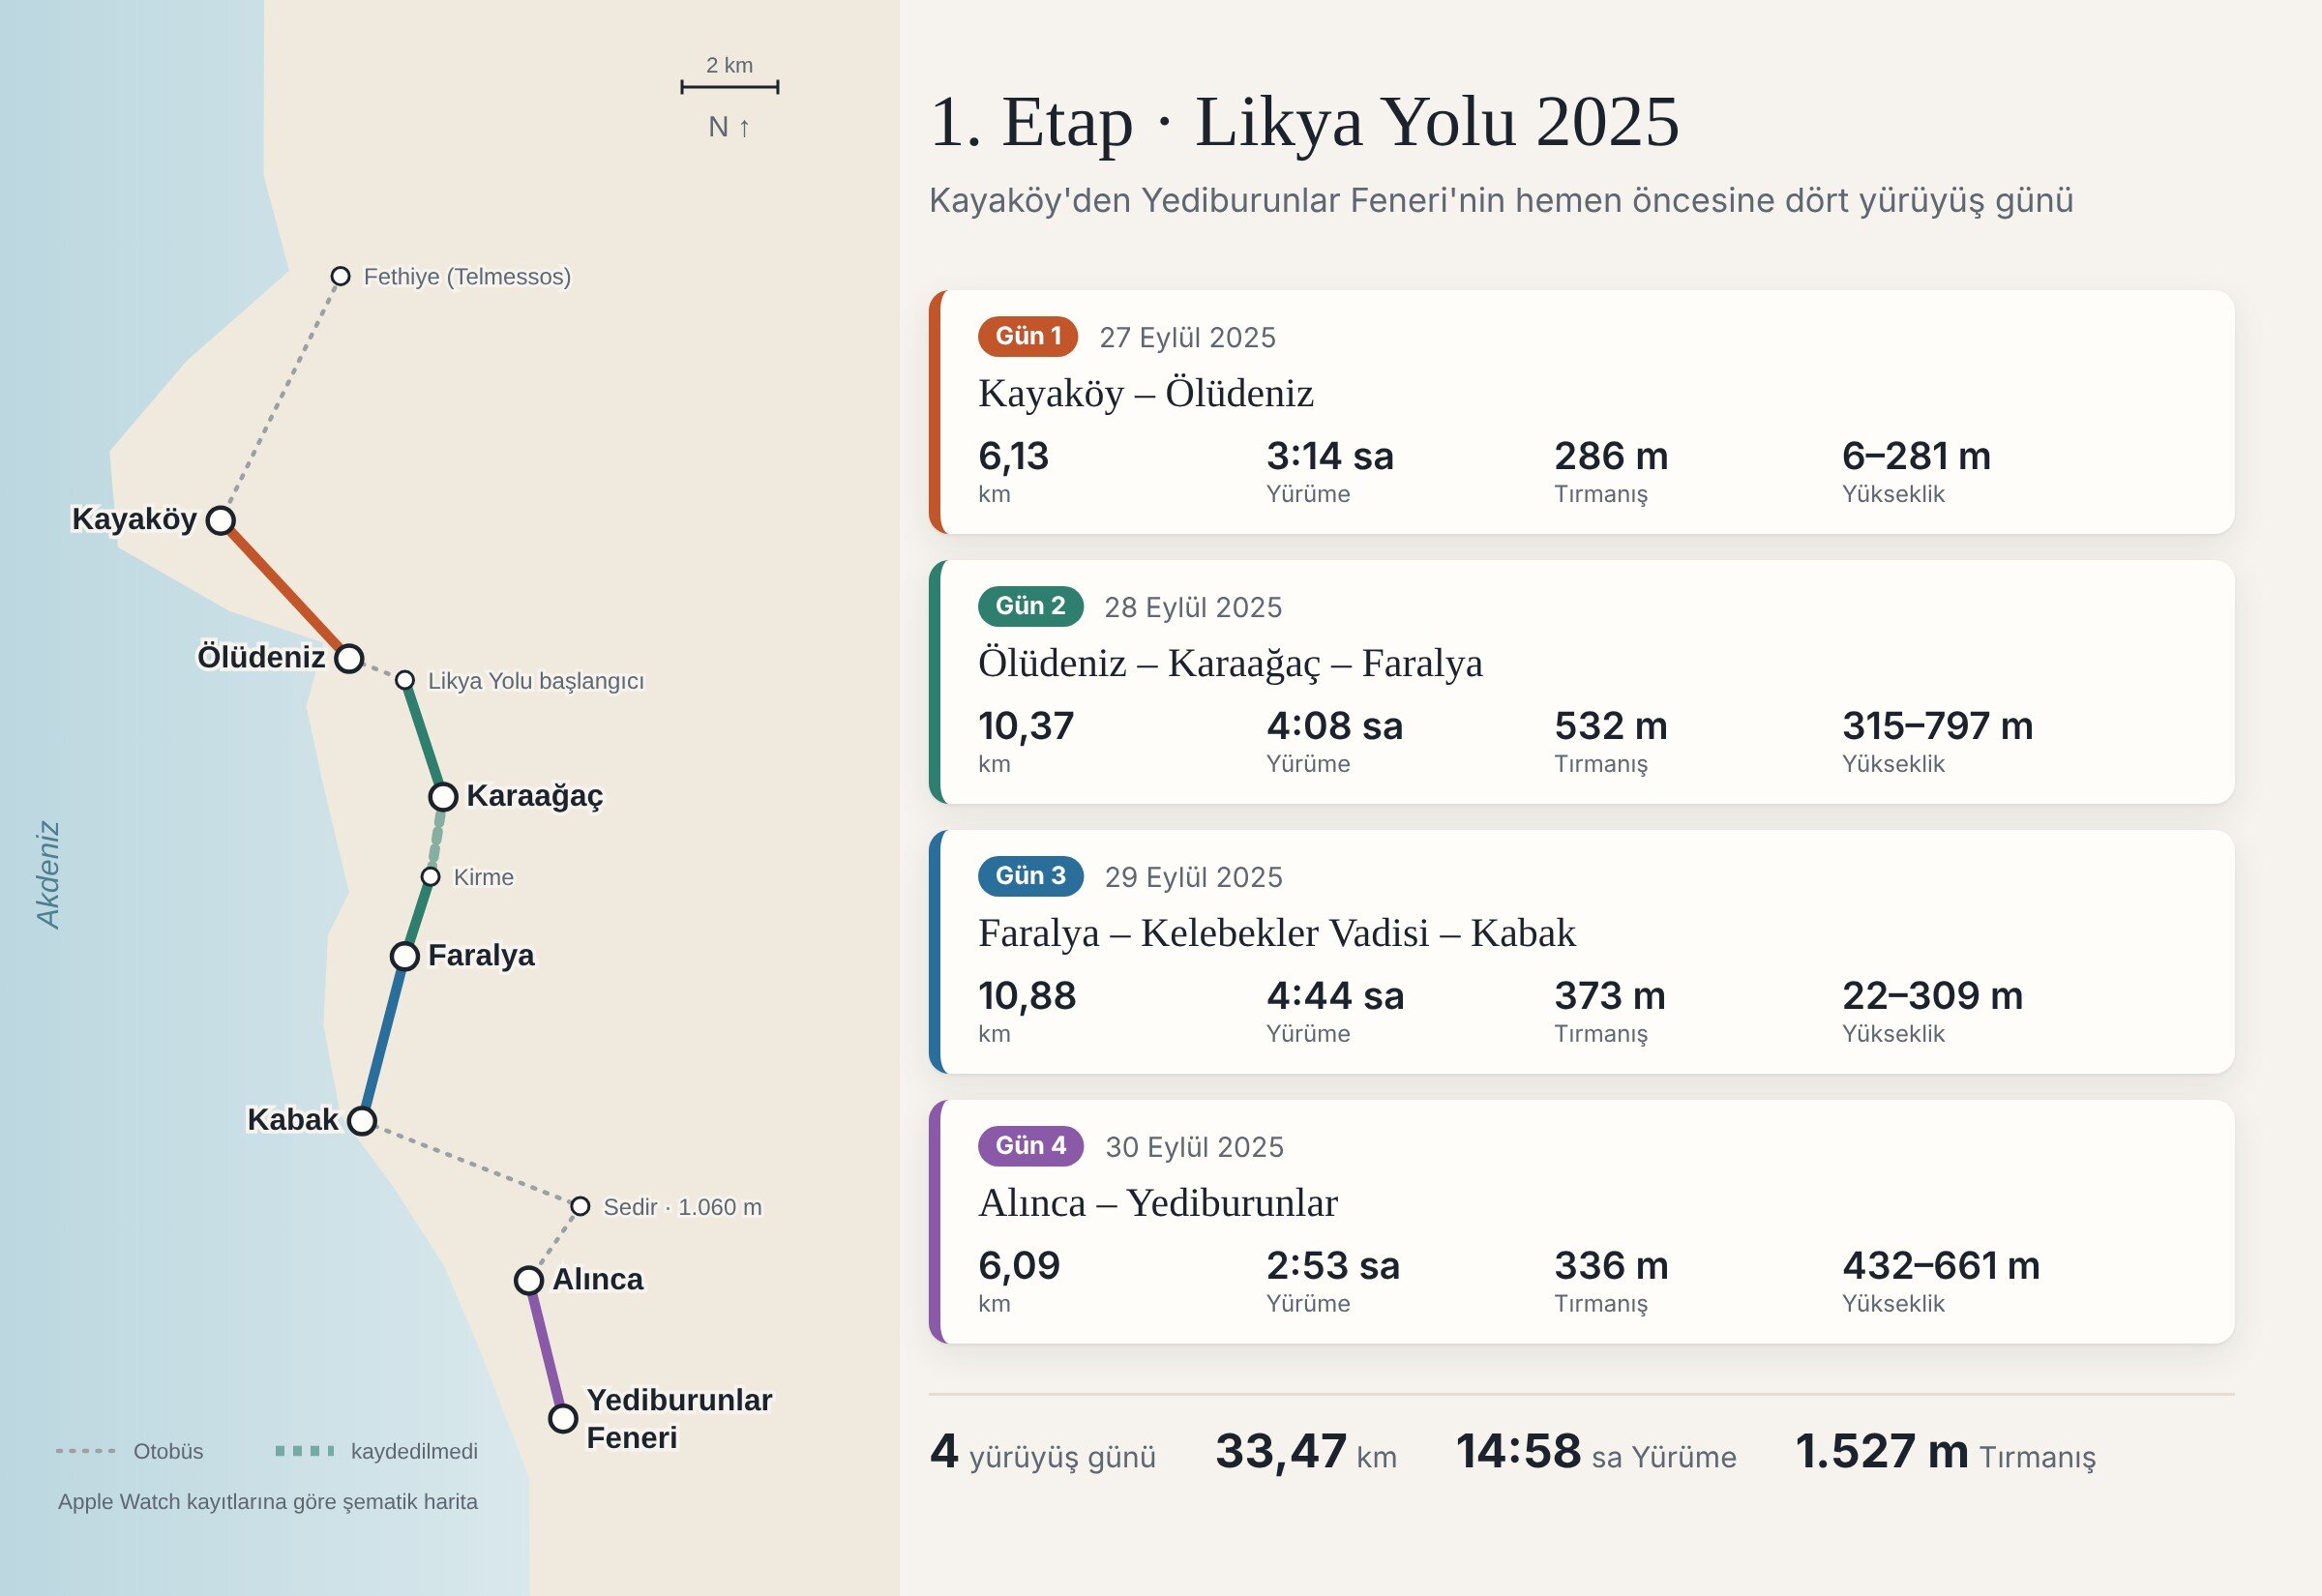 2 km
N ↑
Fethiye (Telmessos)
Kayaköy
Ölüdeniz
Likya Yolu başlangıcı
Karaağaç
Kirme
Akdeniz
Faralya
Kabak
Sedir · 1.060 m
Alınca
Yediburunlar
Feneri
Otobüs
kaydedilmedi
Apple Watch kayıtlarına göre şematik harita
1. Etap · Likya Yolu 2025
Kayaköy'den Yediburunlar Feneri'nin hemen öncesine dört yürüyüş günü
Gün 1 27 Eylül 2025
Kayaköy – Ölüdeniz
6,13 3:14 sa 286 m 6–281 m
km Yürüme Tırmanış Yükseklik
Gün 2 28 Eylül 2025
Ölüdeniz – Karaağaç – Faralya
10,37 4:08 sa 532 m 315–797 m
km Yürüme Tırmanış Yükseklik
Gün 3 29 Eylül 2025
Faralya – Kelebekler Vadisi – Kabak
10,88 4:44 sa 373 m 22–309 m
km Yürüme Tırmanış Yükseklik
Gün 4 30 Eylül 2025
Alınca – Yediburunlar
6,09 2:53 sa 336 m 432–661 m
km Yürüme Tırmanış Yükseklik
4 yürüyüş günü 33,47 km 14:58 sa Yürüme 1.527 m Tırmanış